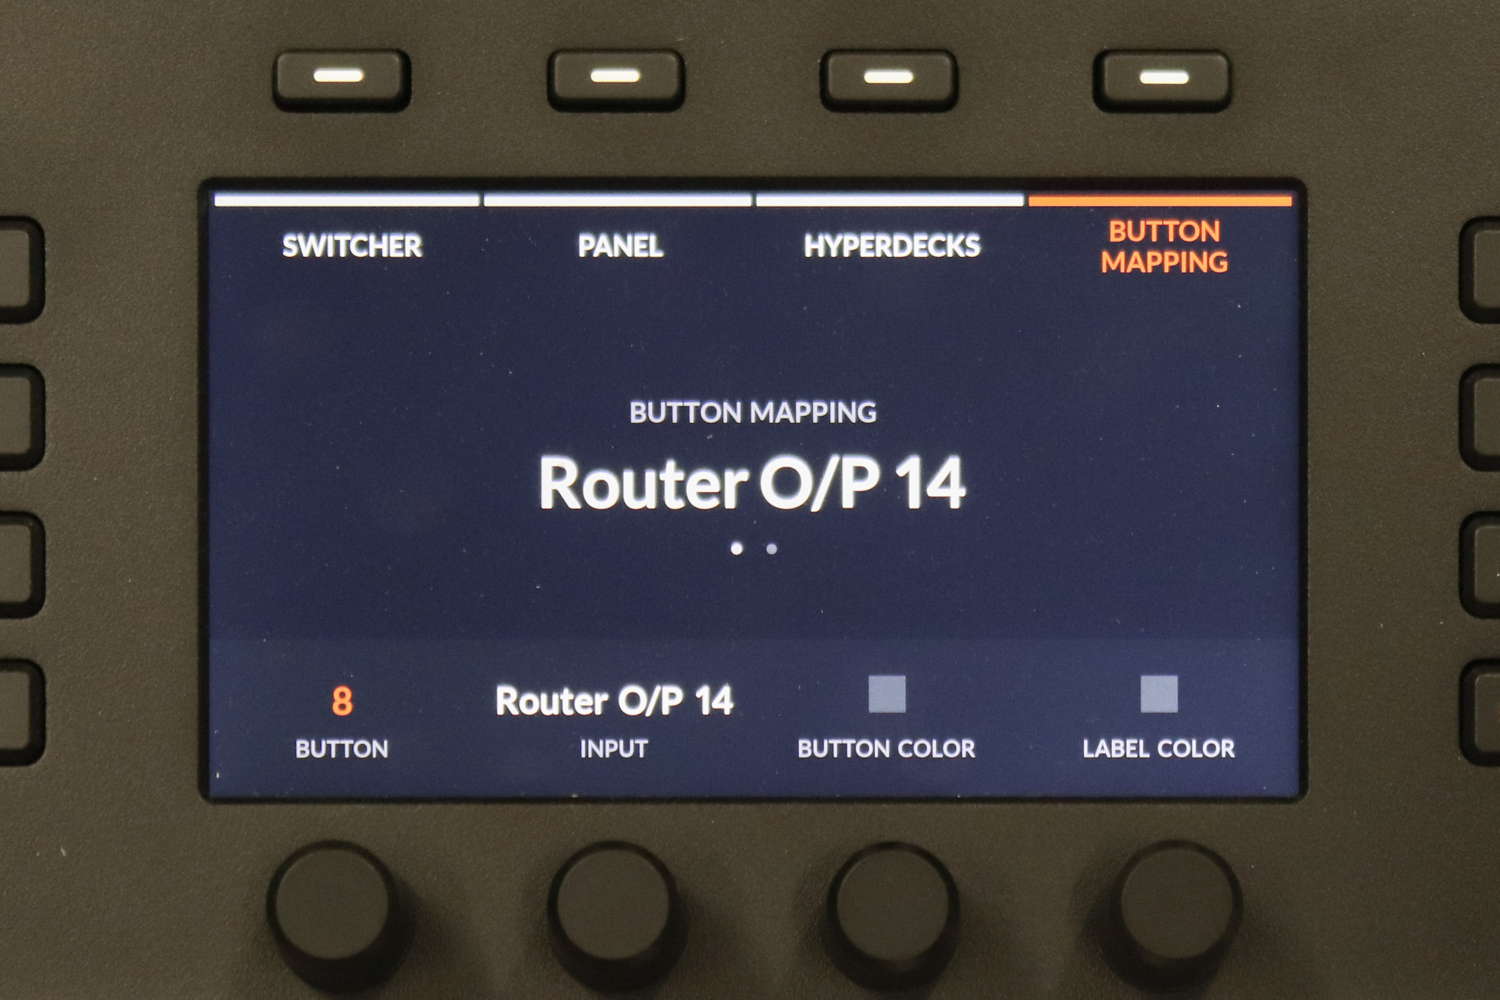 SWITCHER
PANEL
HYPERDECKS
BUTTON
MAPPING
BUTTON MAPPING
Router O/P 14
8
Router O/P 14
BUTTON
INPUT
BUTTON COLOR
LABEL COLOR